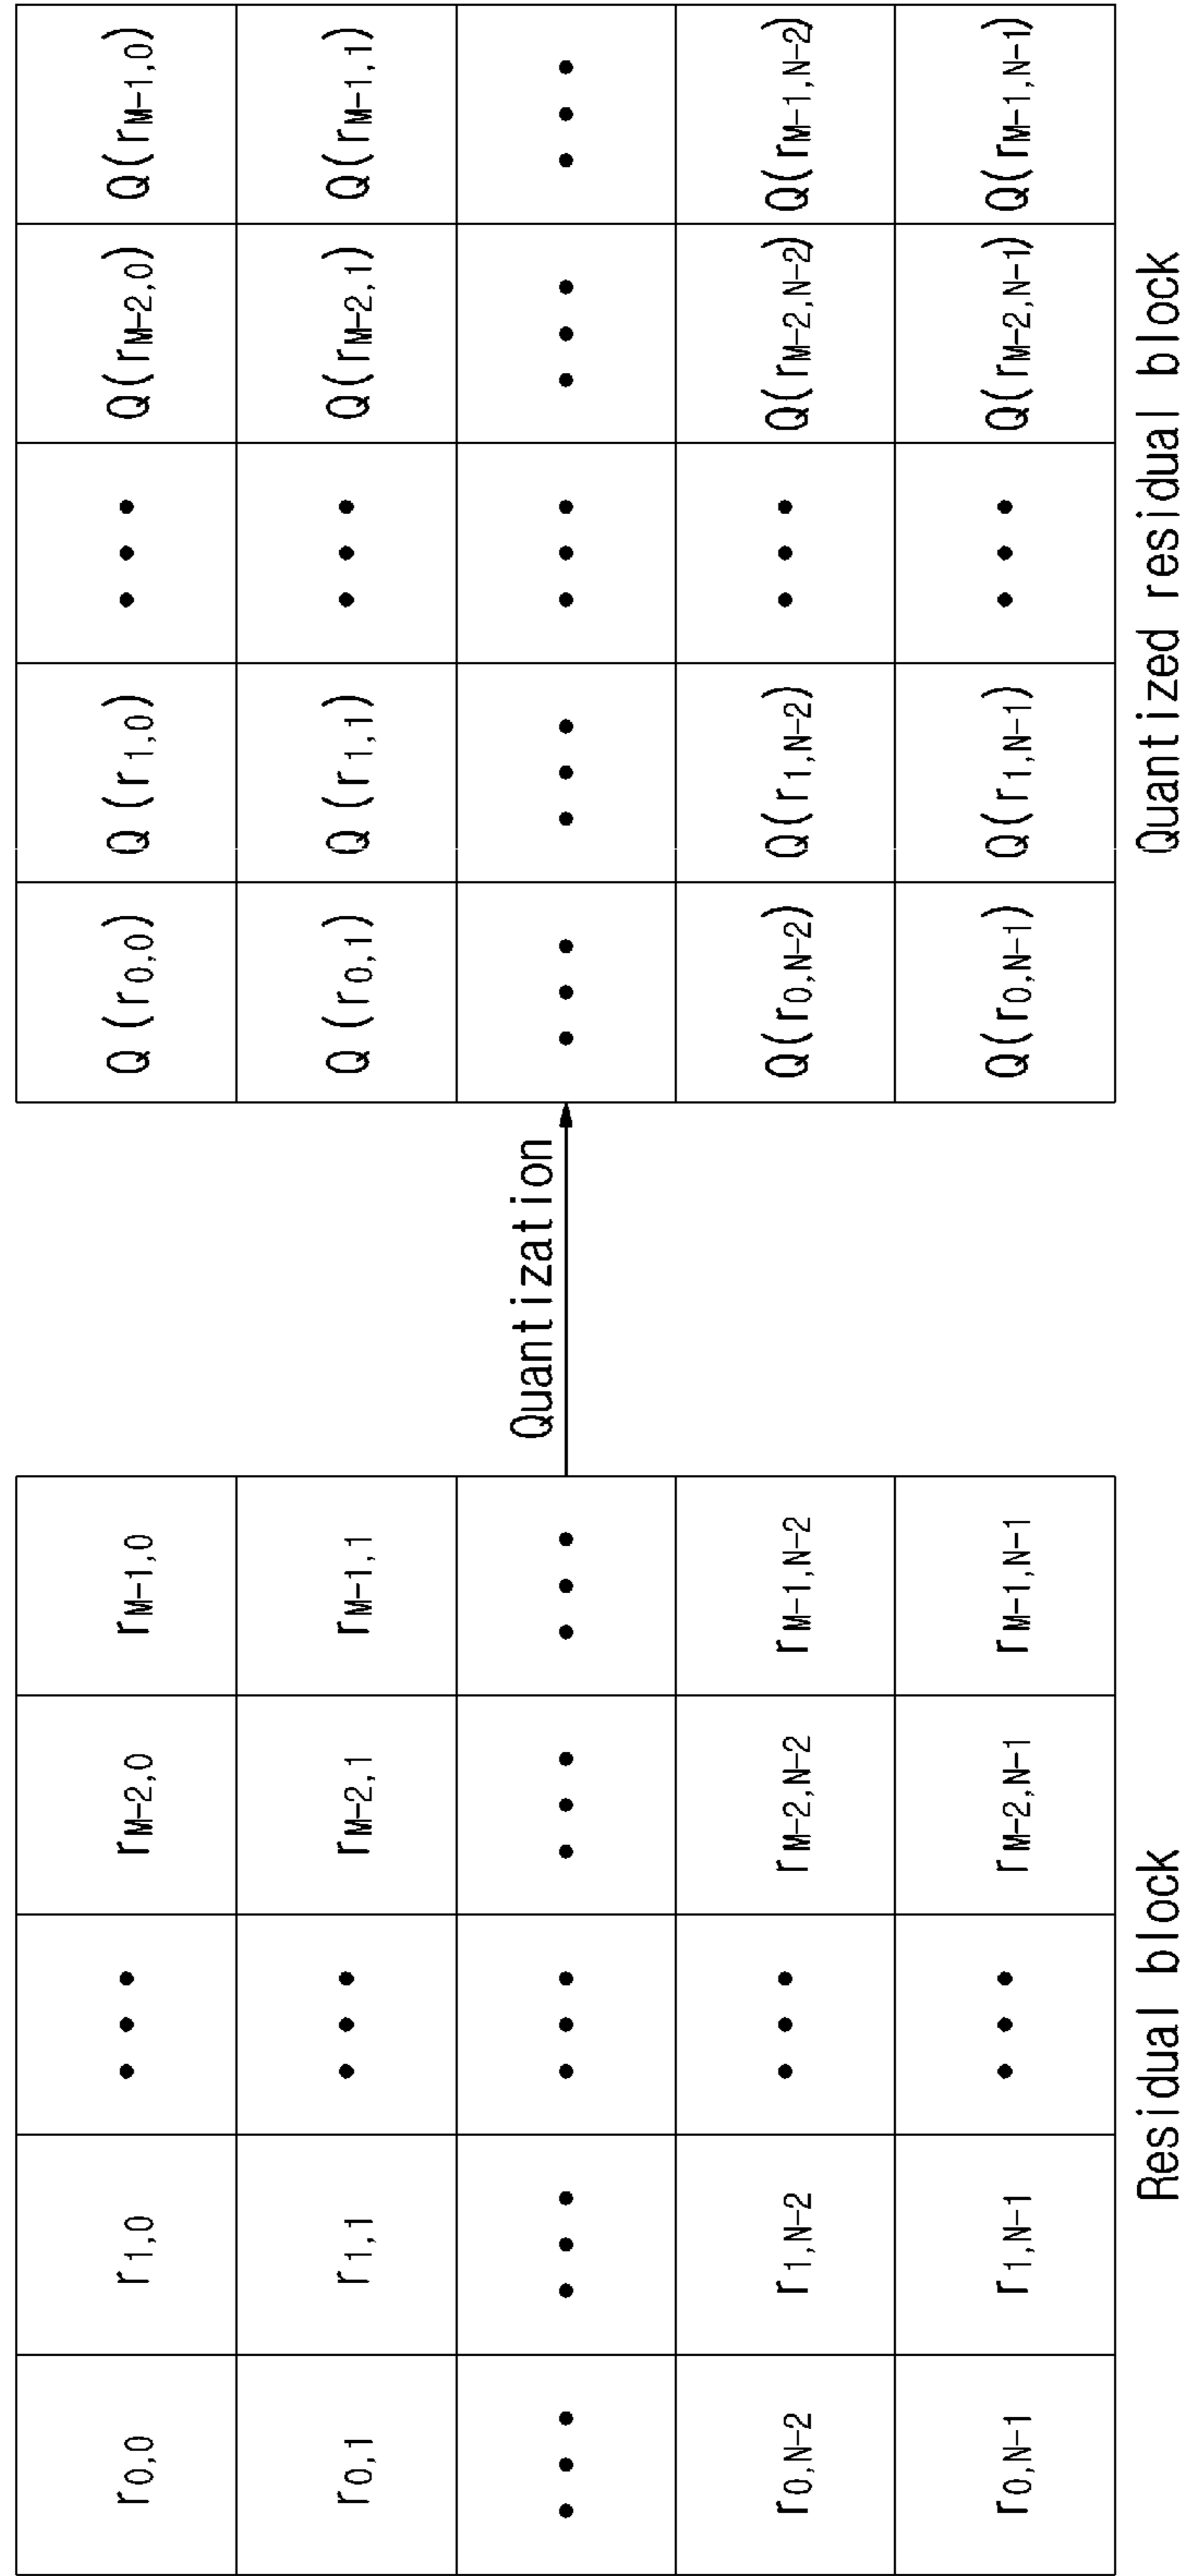 r0,0 r1,0 ••• rM-2,0 rM-1,0
r0,1 r1,1 ••• rM-2,1 rM-1,1
••• ••• ••• ••• •••
r0,N-2 r1,N-2 ••• rM-2,N-2 rM-1,N-2
r0,N-1 r1,N-1 ••• rM-2,N-1 rM-1,N-1
Residual block
Quantization
Q(r0,0) Q(r1,0) ••• Q(rM-2,0) Q(rM-1,0)
Q(r0,1) Q(r1,1) ••• Q(rM-2,1) Q(rM-1,1)
••• ••• ••• ••• •••
Q(r0,N-2) Q(r1,N-2) ••• Q(rM-2,N-2) Q(rM-1,N-2)
Q(r0,N-1) Q(r1,N-1) ••• Q(rM-2,N-1) Q(rM-1,N-1)
Quantized residual block